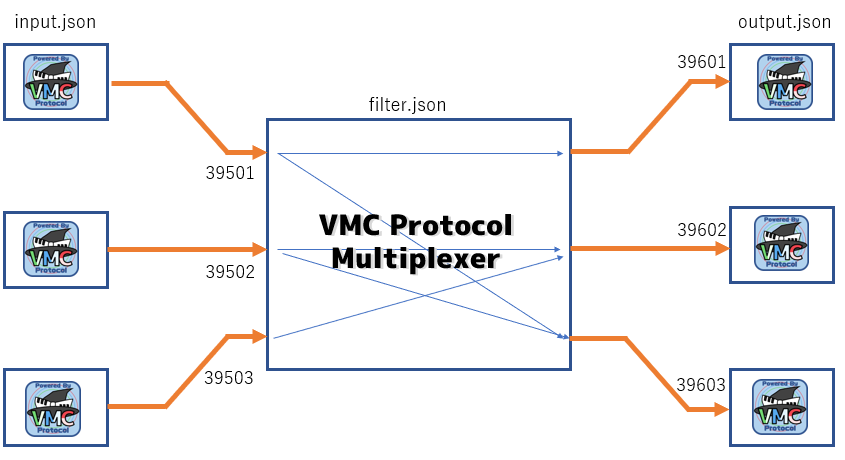 input.json
output.json
Powered By
VMC
Protocol
39601
Powered By
VMC
Protocol
filter.json
39501
VMC Protocol
Multiplexer
Powered By
VMC
Protocol
39502
39602
Powered By
VMC
Protocol
Powered By
VMC
Protocol
39503
39603
Powered By
VMC
Protocol